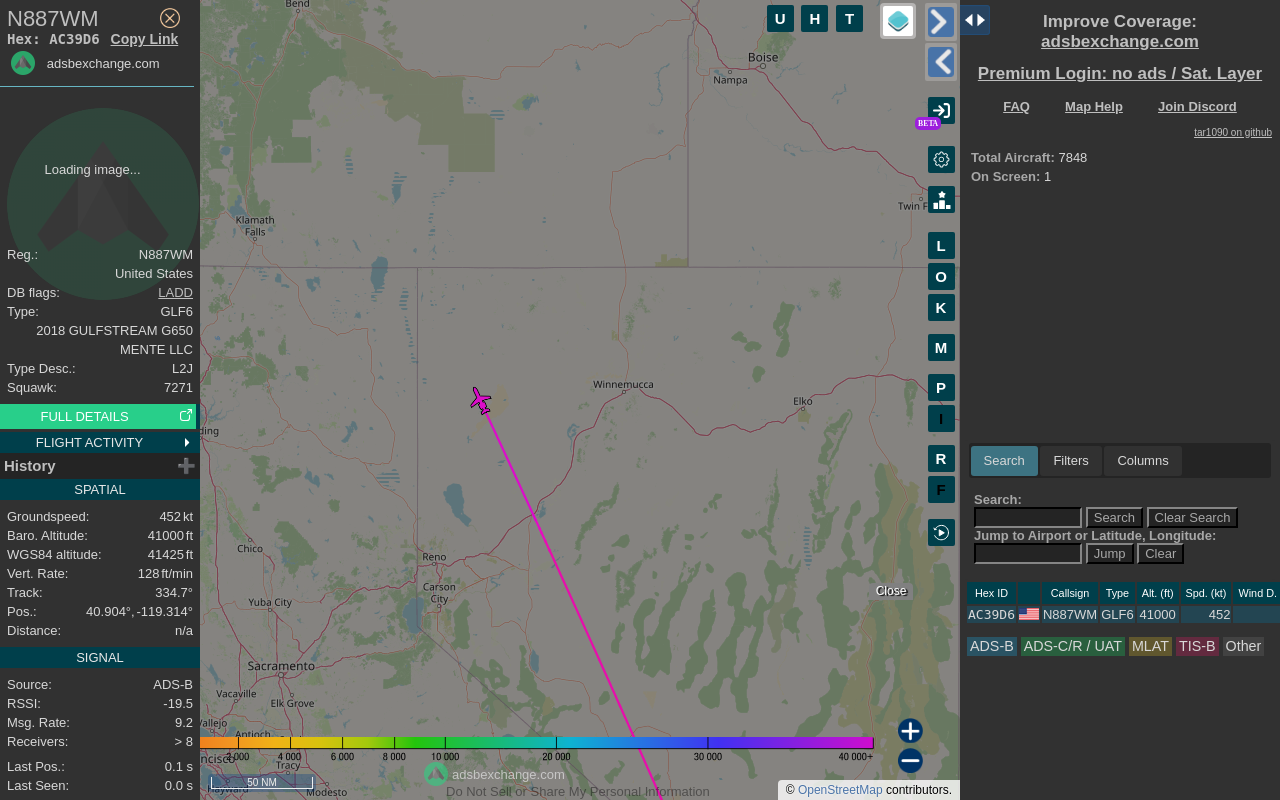 N887WM
Hex: AC39D6 Copy Link
adsbexchange.com
Loading image...
Reg.: N887WM
United States
DB flags: LADD
Type: GLF6
2018 GULFSTREAM G650
MENTE LLC
Type Desc.: L2J
Squawk: 7271
FULL DETAILS
FLIGHT ACTIVITY
History
SPATIAL
Groundspeed: 452 kt
Baro. Altitude: 41000 ft
WGS84 altitude: 41425 ft
Vert. Rate: 128 ft/min
Track: 334.7°
Pos.: 40.904°, -119.314°
Distance: n/a
SIGNAL
Source: ADS-B
RSSI: -19.5
Msg. Rate: 9.2
Receivers: > 8
Last Pos.: 0.1 s
Last Seen: 0.0 s
Bend
U H T
Boise
Nampa
BETA
Klamath
Falls
Twin F
L
O
K
M
P
I
R
F
Winnemucca
Elko
ding
Chico
Reno
Carson
City
Yuba City
Close
Sacramento
Vacaville
Elk Grove
Vallejo
Antioch
ncisco
Tracy
Hayward
Modesto
2 000 4 000 6 000 8 000 10 000 20 000 30 000 40 000+
50 NM
adsbexchange.com
Do Not Sell or Share My Personal Information
© OpenStreetMap contributors.
Improve Coverage:
adsbexchange.com
Premium Login: no ads / Sat. Layer
FAQ Map Help Join Discord
tar1090 on github
Total Aircraft: 7848
On Screen: 1
Search Filters Columns
Search:
Search Clear Search
Jump to Airport or Latitude, Longitude:
Jump Clear
Hex ID Callsign Type Alt. (ft) Spd. (kt) Wind D.
AC39D6 N887WM GLF6 41000 452
ADS-B ADS-C/R / UAT MLAT TIS-B Other